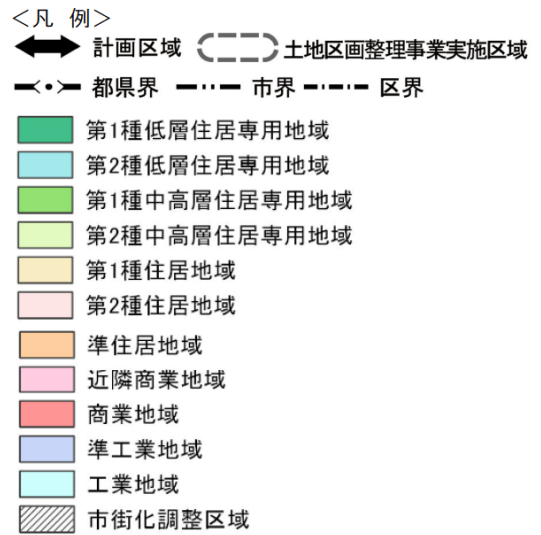 ＜凡 例＞
計画区域 土地区画整理事業実施区域
都県界 市界 区界
第1種低層住居専用地域
第2種低層住居専用地域
第1種中高層住居専用地域
第2種中高層住居専用地域
第1種住居地域
第2種住居地域
準住居地域
近隣商業地域
商業地域
準工業地域
工業地域
市街化調整区域